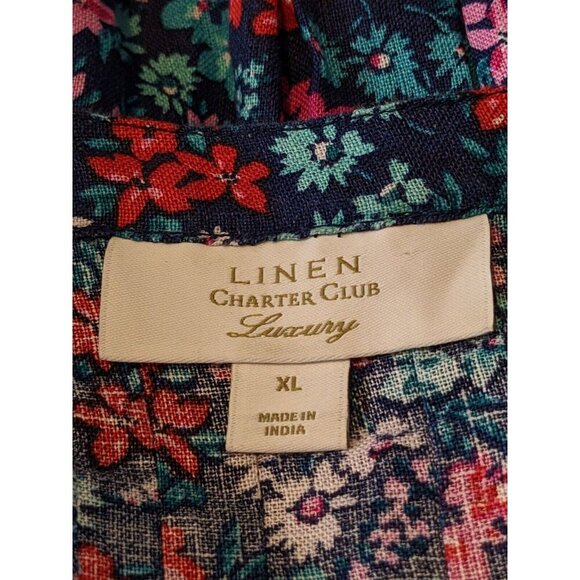 LINEN
CHARTER CLUB
Luxury
XL
MADE IN
INDIA